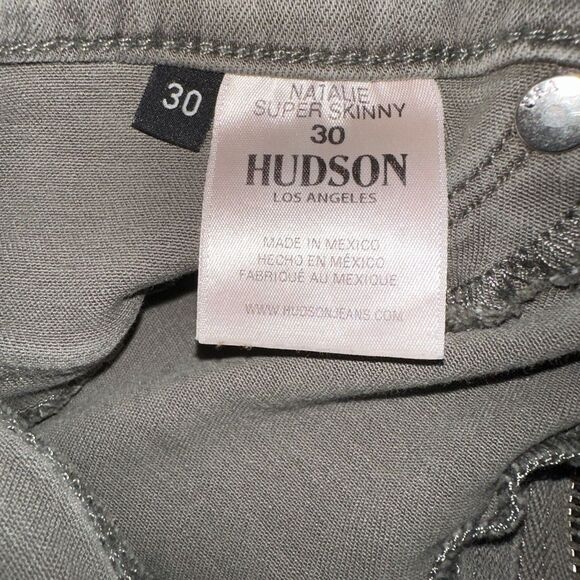 30
NATALIE
SUPER SKINNY
30
HUDSON
LOS ANGELES
MADE IN MEXICO
HECHO EN MÉXICO
FABRIQUÉ AU MEXIQUE
WWW.HUDSONJEANS.COM